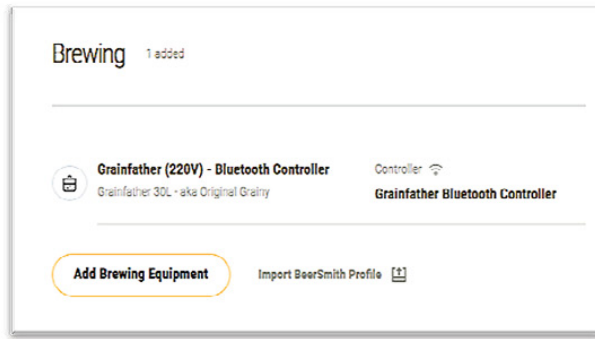 Brewing 1 added
Grainfather (220V) - Bluetooth Controller
Grainfather 30L - aka Original Grainy
Controller
Grainfather Bluetooth Controller
Add Brewing Equipment
Import BeerSmith Profile